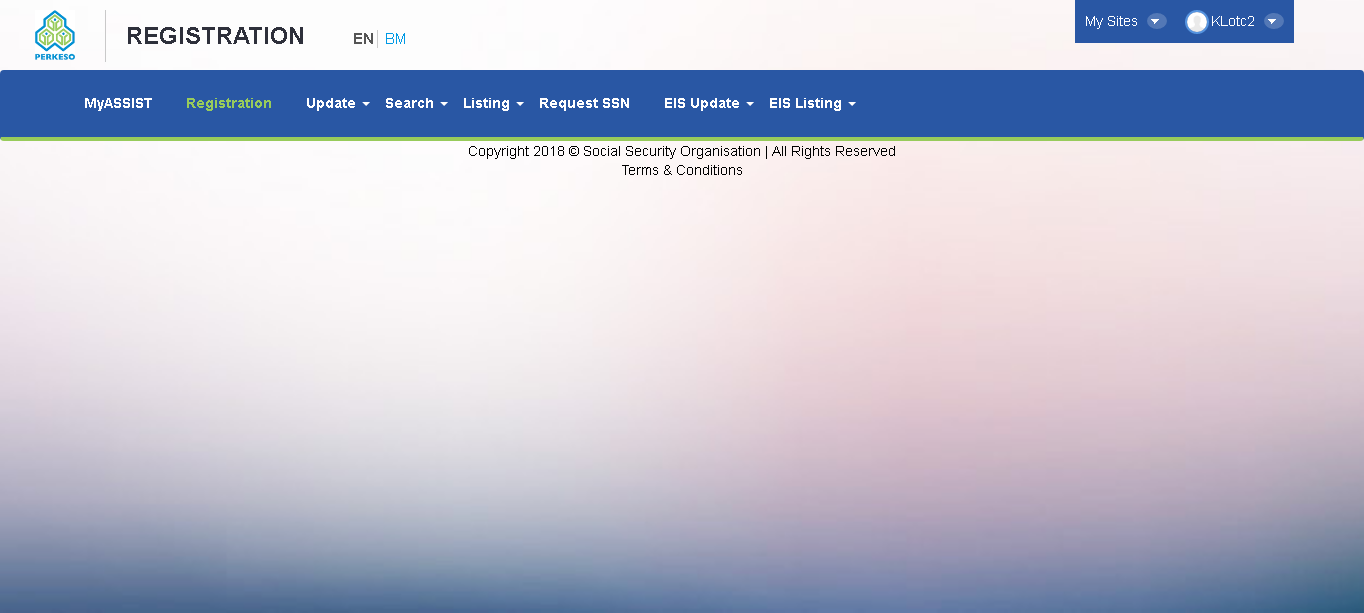 PERKESO
REGISTRATION
EN | BM
My Sites
KLotc2
MyASSIST Registration Update Search Listing Request SSN EIS Update EIS Listing
Copyright 2018 © Social Security Organisation | All Rights Reserved
Terms & Conditions